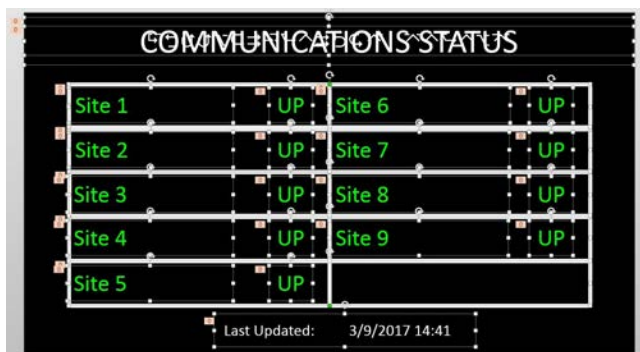 COMMUNICATIONS STATUS
Site 1 UP Site 6 UP
Site 2 UP Site 7 UP
Site 3 UP Site 8 UP
Site 4 UP Site 9 UP
Site 5 UP
Last Updated: 3/9/2017 14:41